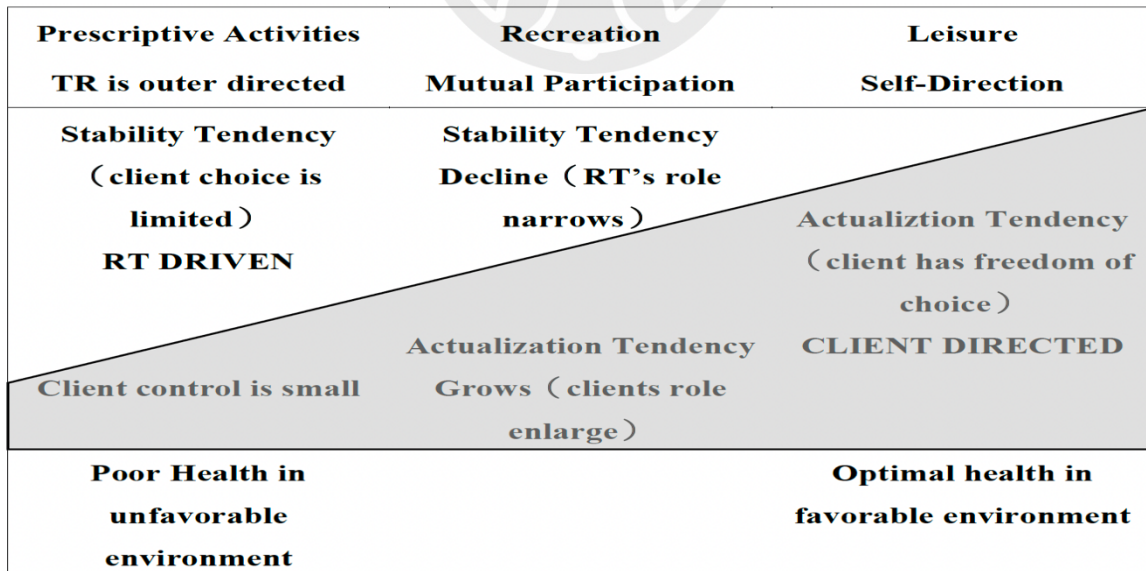 Prescriptive Activities
TR is outer directed
Recreation
Mutual Participation
Leisure
Self-Direction
Stability Tendency
（client choice is
limited）
RT DRIVEN
Stability Tendency
Decline（RT’s role
narrows）
Actualiztion Tendency
（client has freedom of
choice）
CLIENT DIRECTED
Client control is small
Actualization Tendency
Grows（clients role
enlarge）
Poor Health in
unfavorable
environment
Optimal health in
favorable environment